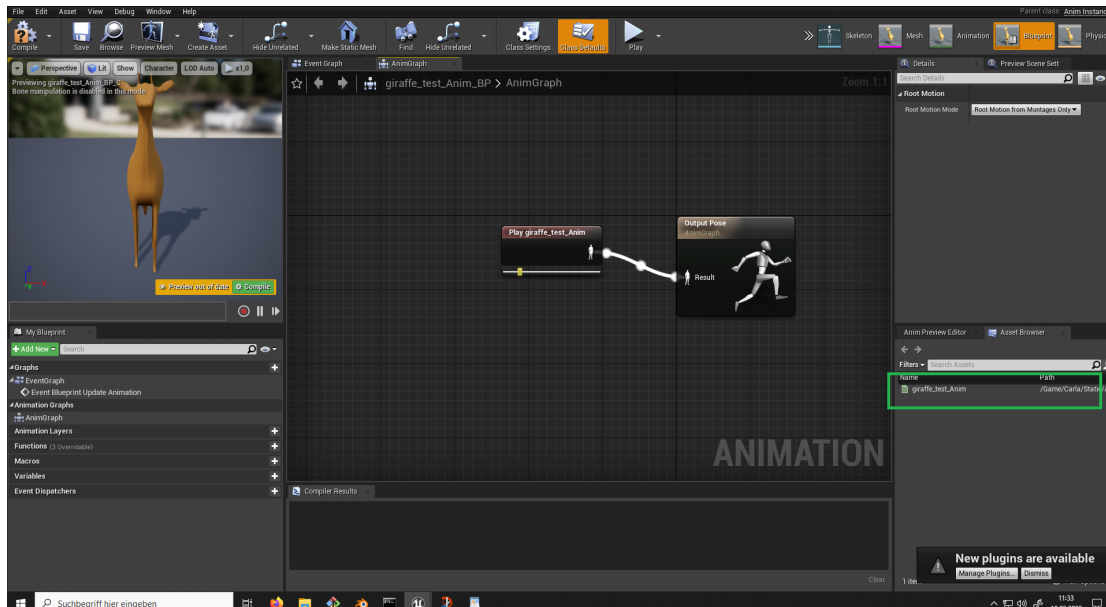 File Edit Asset View Debug Window Help
Parent class: Anim Instanc
Compile Save Browse Preview Mesh Create Asset Hide Unrelated Make Static Mesh Find Hide Unrelated Class Settings Class Defaults Play
Skeleton Mesh Animation Blueprint Physic
Perspective Lit Show Character LOD Auto x1,0
Previewing giraffe_test_Anim_BP_C.
Bone manipulation is disabled in this mode.
Z
Y
Preview out of date Compile
Event Graph AnimGraph
giraffe_test_Anim_BP > AnimGraph
Zoom 1:1
Play giraffe_test_Anim
Output Pose
AnimGraph
Result
ANIMATION
Details Preview Scene Sett
Search Details
Root Motion
Root Motion Mode Root Motion from Montages Only
My Blueprint
+ Add New Search
Graphs
EventGraph
Event Blueprint Update Animation
Animation Graphs
AnimGraph
Animation Layers
Functions (3 Overridable)
Macros
Variables
Event Dispatchers
Compiler Results
Clear
Anim Preview Editor Asset Browser
Filters Search Assets
Name Path
giraffe_test_Anim /Game/Carla/Static/
New plugins are available
Manage Plugins... Dismiss
Suchbegriff hier eingeben
11:33